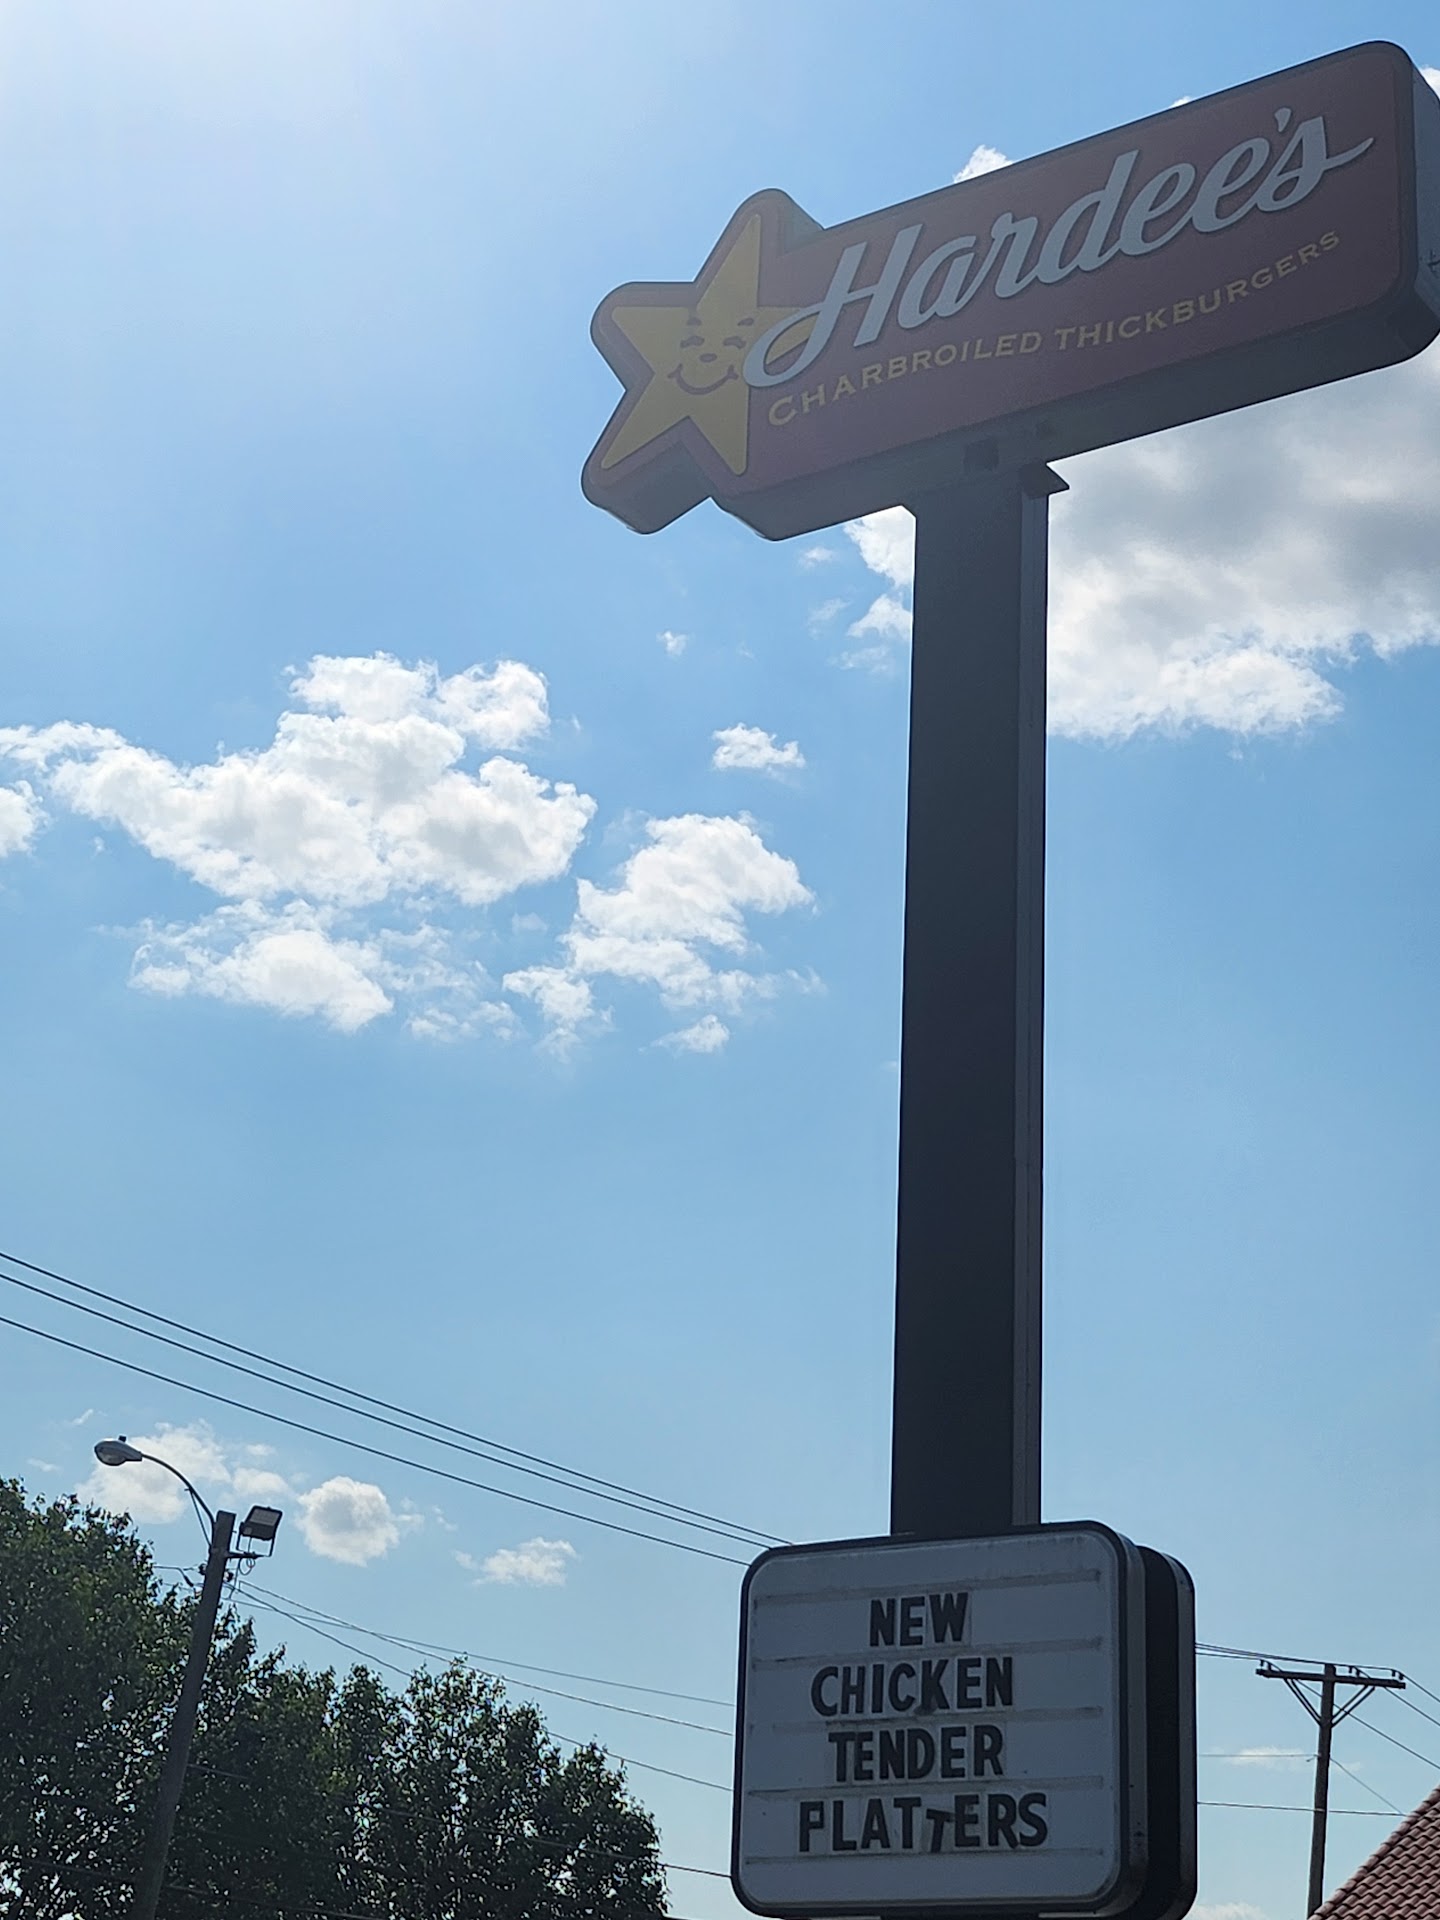 Hardee's
CHARBROILED THICKBURGERS
NEW
CHICKEN
TENDER
PLATTERS